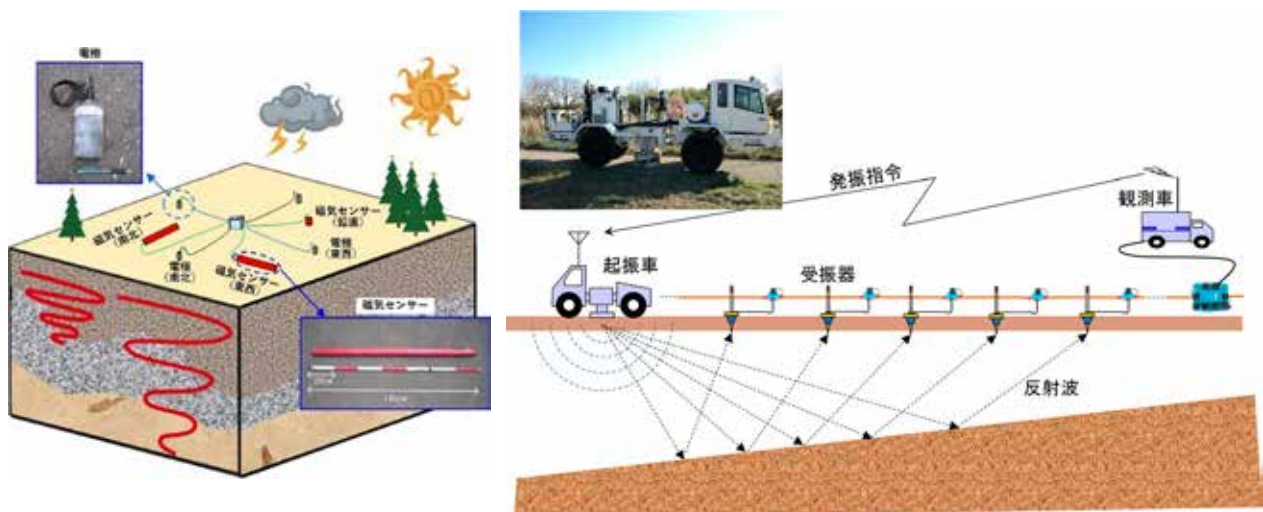 電極
磁気センサー
(鉛直)
磁気センサー
(南北)
電極
(東西)
電極
(南北)
磁気センサー
(東西)
磁気センサー
発振指令
観測車
起振車
受振器
反射波